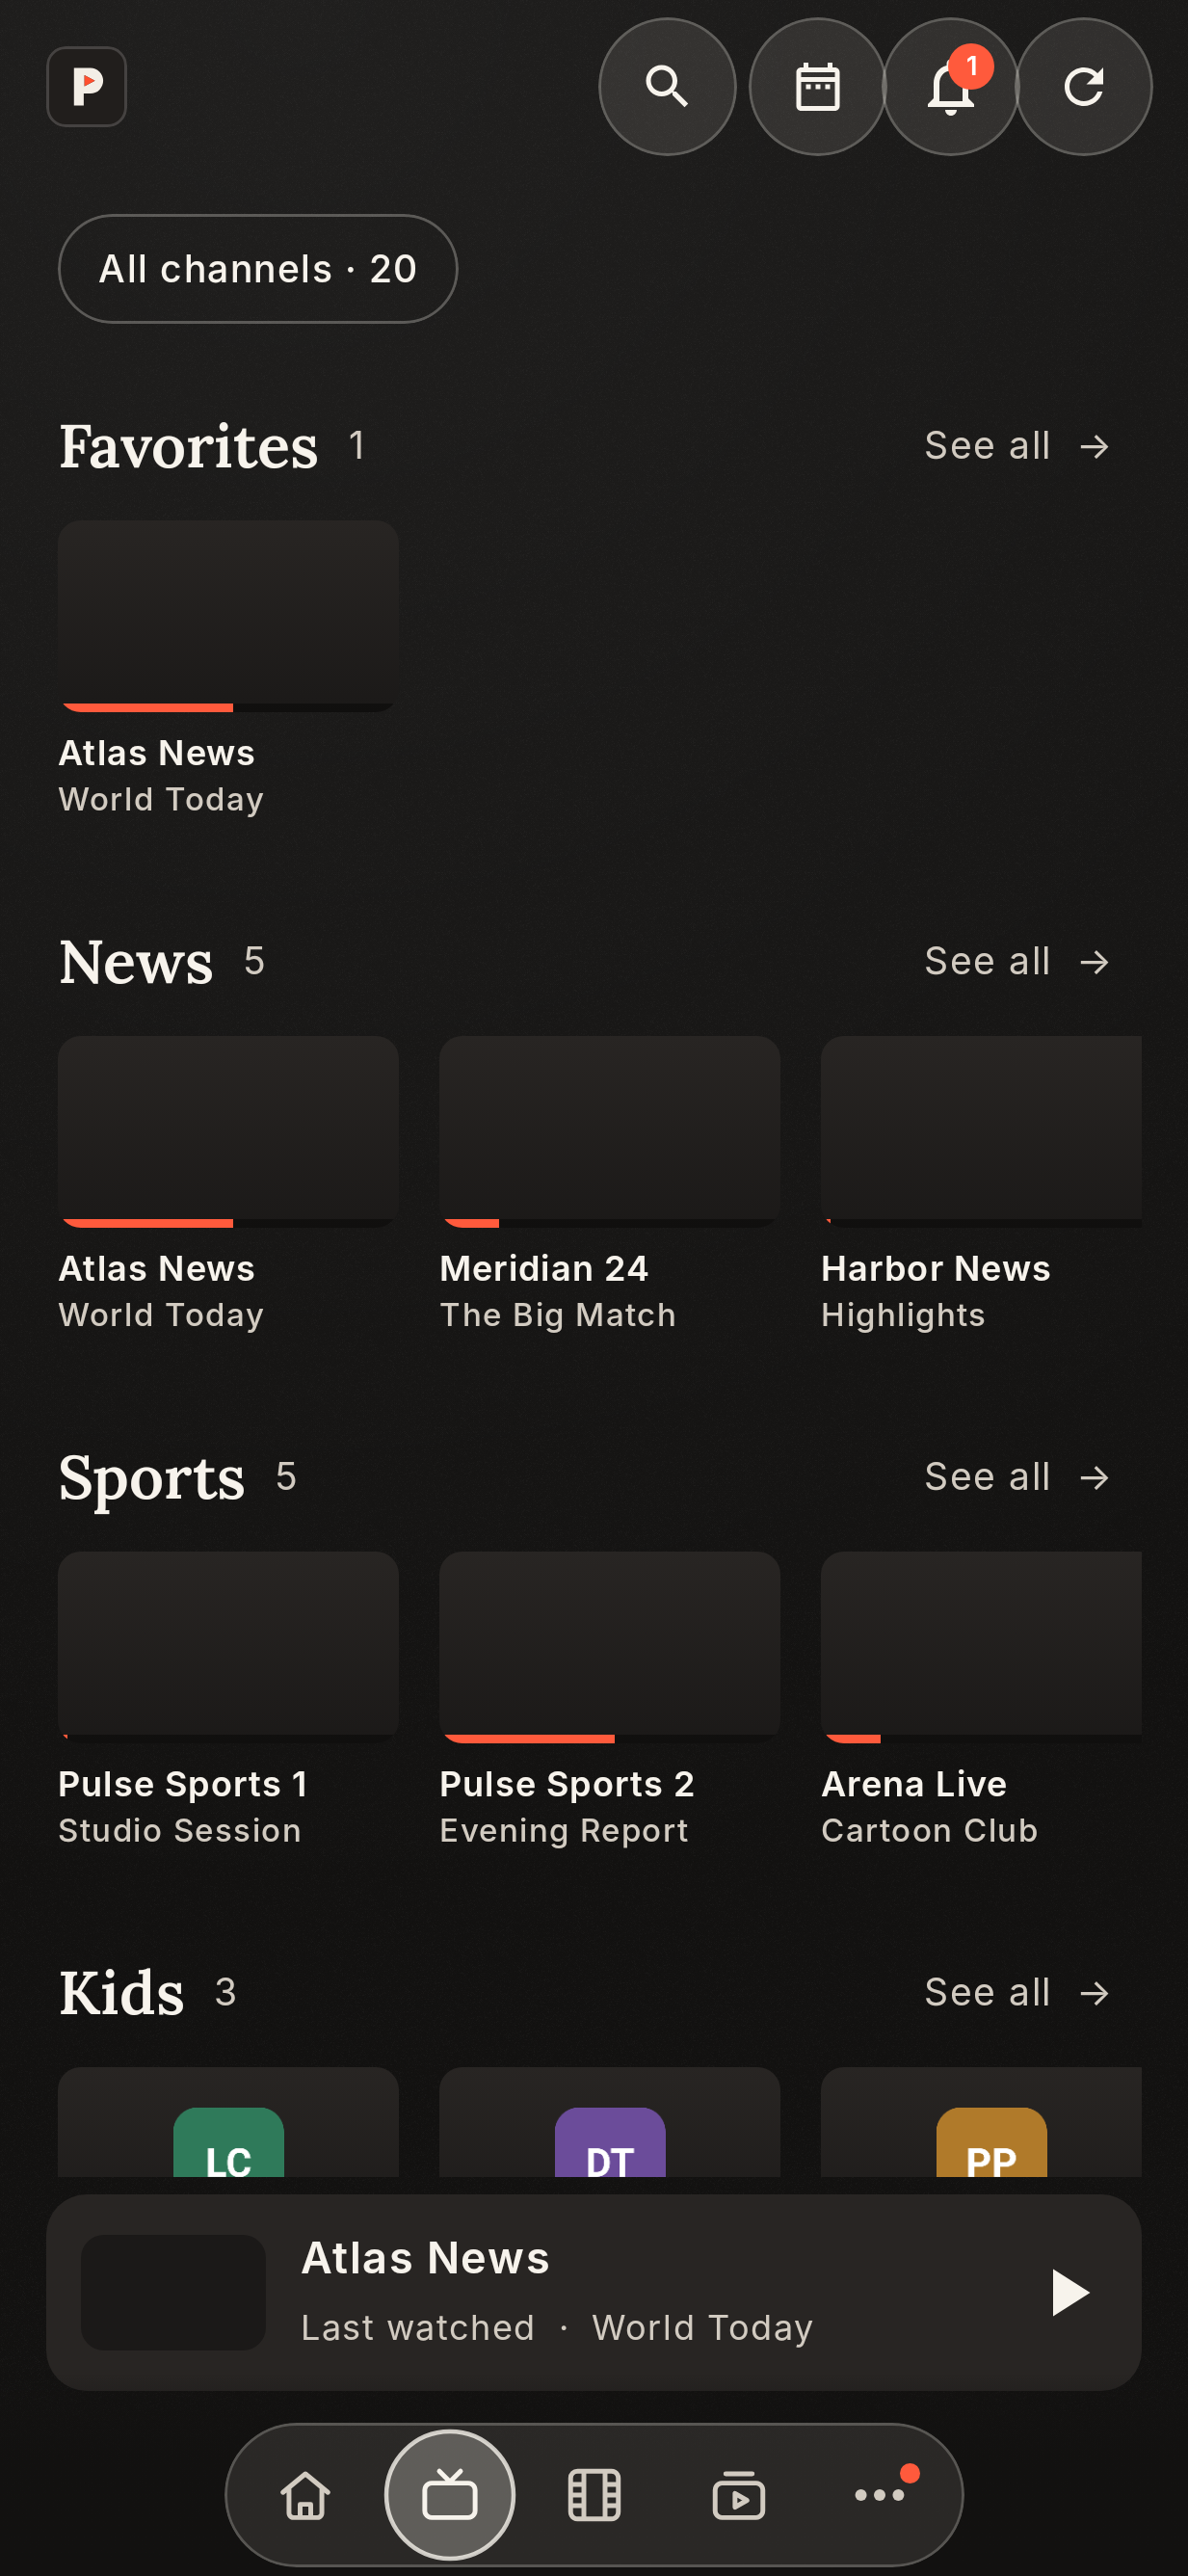 P
1
All channels · 20
Favorites 1 See all →
Atlas News
World Today
News 5 See all →
Atlas News Meridian 24 Harbor News
World Today The Big Match Highlights
Sports 5 See all →
Pulse Sports 1 Pulse Sports 2 Arena Live
Studio Session Evening Report Cartoon Club
Kids 3 See all →
LC DT PP
Atlas News
Last watched · World Today